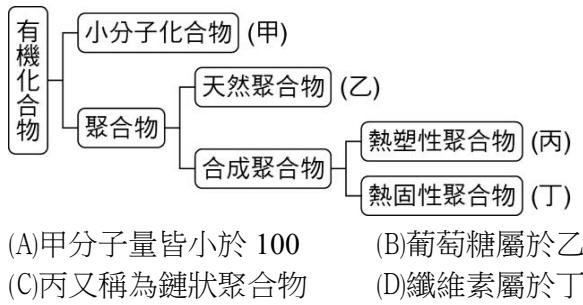 有機化合物
小分子化合物 (甲)
聚合物
天然聚合物 (乙)
合成聚合物
熱塑性聚合物 (丙)
熱固性聚合物 (丁)
(A)甲分子量皆小於 100 (B)葡萄糖屬於乙
(C)丙又稱為鏈狀聚合物 (D)纖維素屬於丁